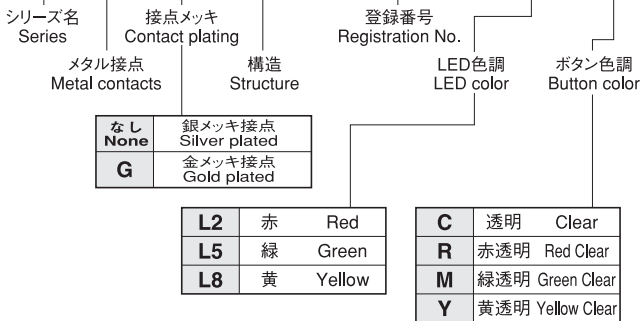 シリーズ名
Series
接点メッキ
Contact plating
登録番号
Registration No.
メタル接点
Metal contacts
構造
Structure
LED色調
LED color
ボタン色調
Button color
なし
None
銀メッキ接点
Silver plated
G
金メッキ接点
Gold plated
L2 赤 Red
L5 緑 Green
L8 黄 Yellow
C 透明 Clear
R 赤透明 Red Clear
M 緑透明 Green Clear
Y 黄透明 Yellow Clear